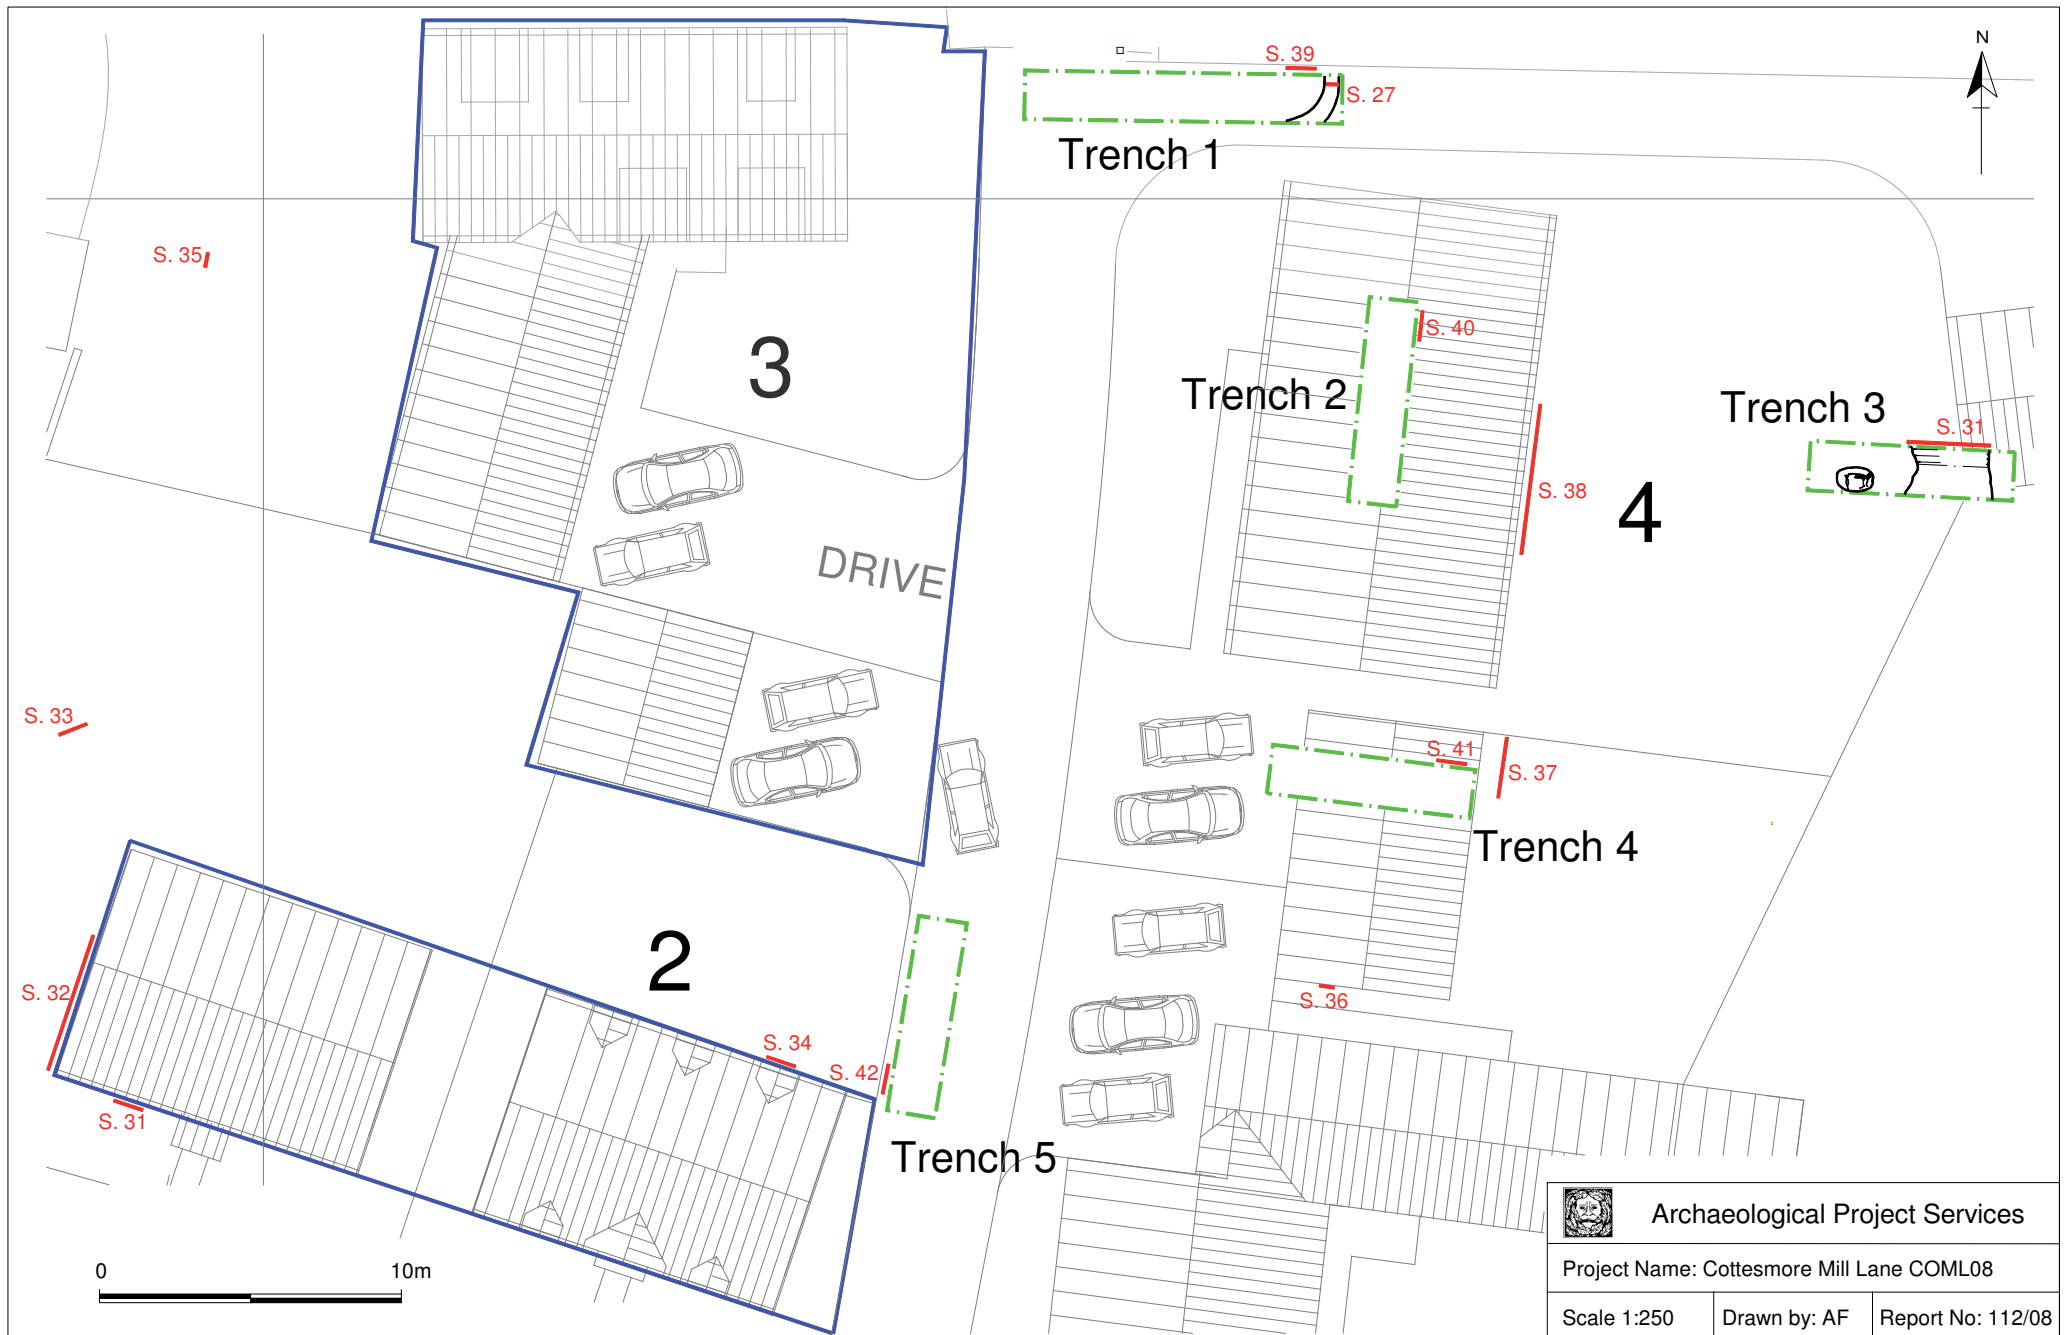 N
S. 39
S. 27
Trench 1
S. 35
S. 40
3
Trench 2
Trench 3
S. 31
S. 38
4
DRIVE
S. 33
S. 41
S. 37
Trench 4
2
S. 32
S. 36
S. 34
S. 42
S. 31
Trench 5
0 10m
Archaeological Project Services
Project Name: Cottesmore Mill Lane COML08
Scale 1:250 Drawn by: AF Report No: 112/08